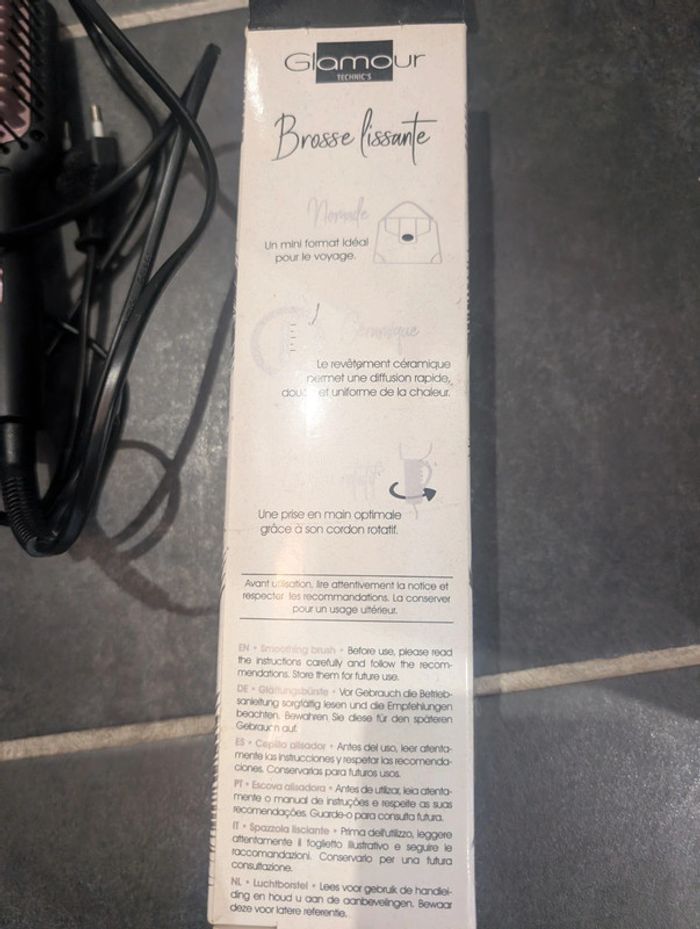 Glamour
TECHNIC'S
Brosse lissante
Nomade
Un mini format idéal
pour le voyage.
Céramique
Le revêtement céramique
permet une diffusion rapide,
et uniforme de la chaleur.
Une prise en main optimale
grâce à son cordon rotatif.
Avant utilisation, lire attentivement la notice et
respecter les recommandations. La conserver
pour un usage ultérieur.
EN • Smoothing brush • Before use, please read
the instructions carefully and follow the recom-
mendations. Store them for future use.
DE • Glättungsbürste • Vor Gebrauch die Betrieb-
sanleitung sorgfältig lesen und die Empfehlungen
beachten. Bewahren Sie diese für den späteren
Gebrauch auf.
ES • Cepillo alisador • Antes del uso, leer atenta-
mente las instrucciones y respetar las recomenda-
ciones. Conservarlas para futuros usos.
PT • Escova alisadora • Antes de utilizar, leia atenta-
mente o manual de instruções e respeite as suas
recomendações. Guarde-o para consulta futura.
IT • Spazzola lisciante • Prima dell'utilizzo, leggere
attentamente il foglietto illustrativo e seguire le
raccomandazioni. Conservarlo per una futura
consultazione.
NL • Luchtborstel • Lees voor gebruik de handlei-
ding en houd u aan de aanbevelingen. Bewaar
deze voor latere referentie.